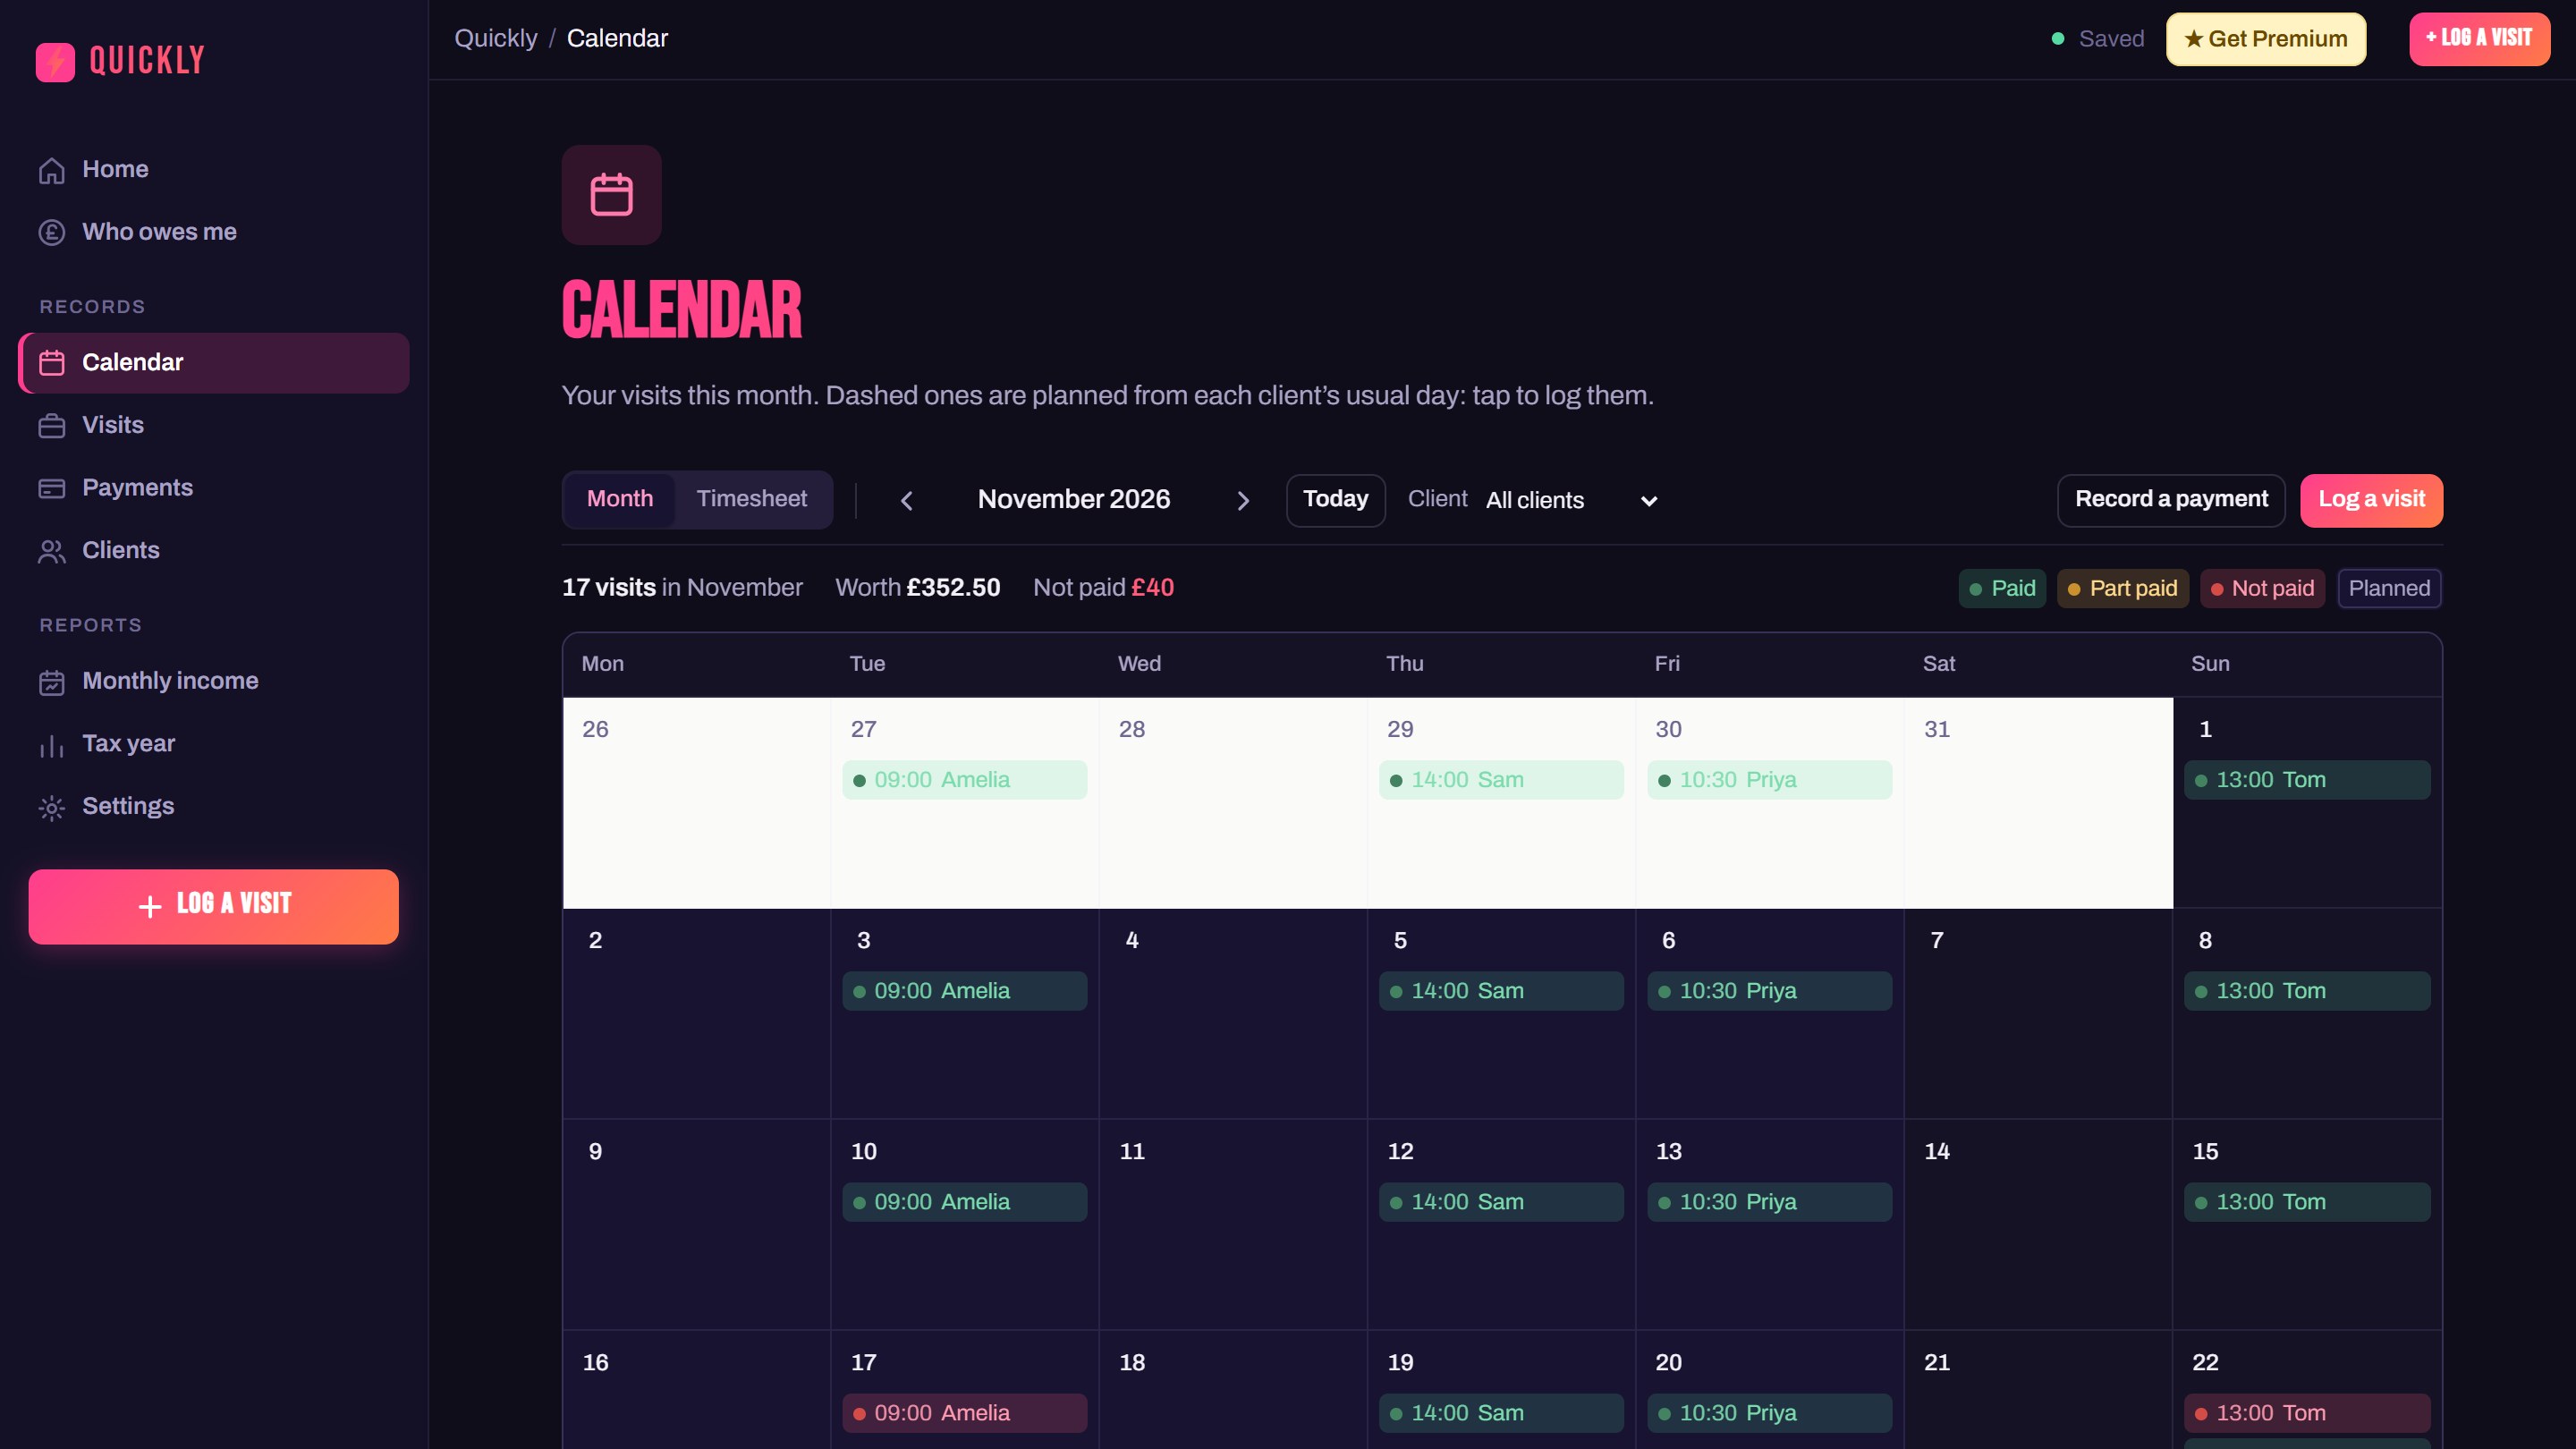 QUICKLY
Quickly / Calendar
Saved
★ Get Premium
+ LOG A VISIT
Home
Who owes me
RECORDS
Calendar
Visits
Payments
Clients
REPORTS
Monthly income
Tax year
Settings
+ LOG A VISIT
CALENDAR
Your visits this month. Dashed ones are planned from each client’s usual day: tap to log them.
Month Timesheet November 2026 Today Client All clients Record a payment Log a visit
17 visits in November Worth £352.50 Not paid £40 Paid Part paid Not paid Planned
Mon Tue Wed Thu Fri Sat Sun
26 27 28 29 30 31 1
09:00 Amelia 14:00 Sam 10:30 Priya 13:00 Tom
2 3 4 5 6 7 8
09:00 Amelia 14:00 Sam 10:30 Priya 13:00 Tom
9 10 11 12 13 14 15
09:00 Amelia 14:00 Sam 10:30 Priya 13:00 Tom
16 17 18 19 20 21 22
09:00 Amelia 14:00 Sam 10:30 Priya 13:00 Tom